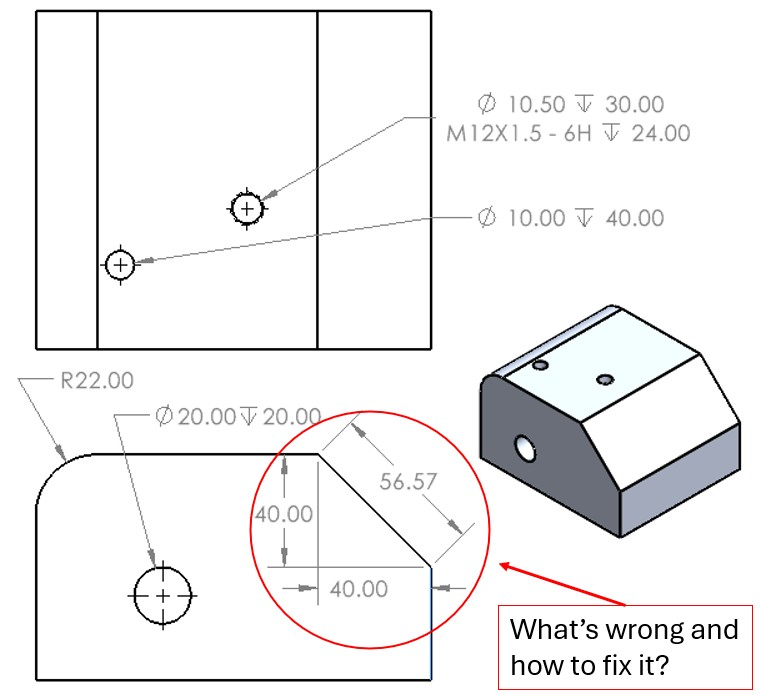 ⌀ 10.50 ↧ 30.00
M12X1.5 - 6H ↧ 24.00
⌀ 10.00 ↧ 40.00
R22.00
⌀20.00↧20.00
56.57
40.00
40.00
What's wrong and
how to fix it?